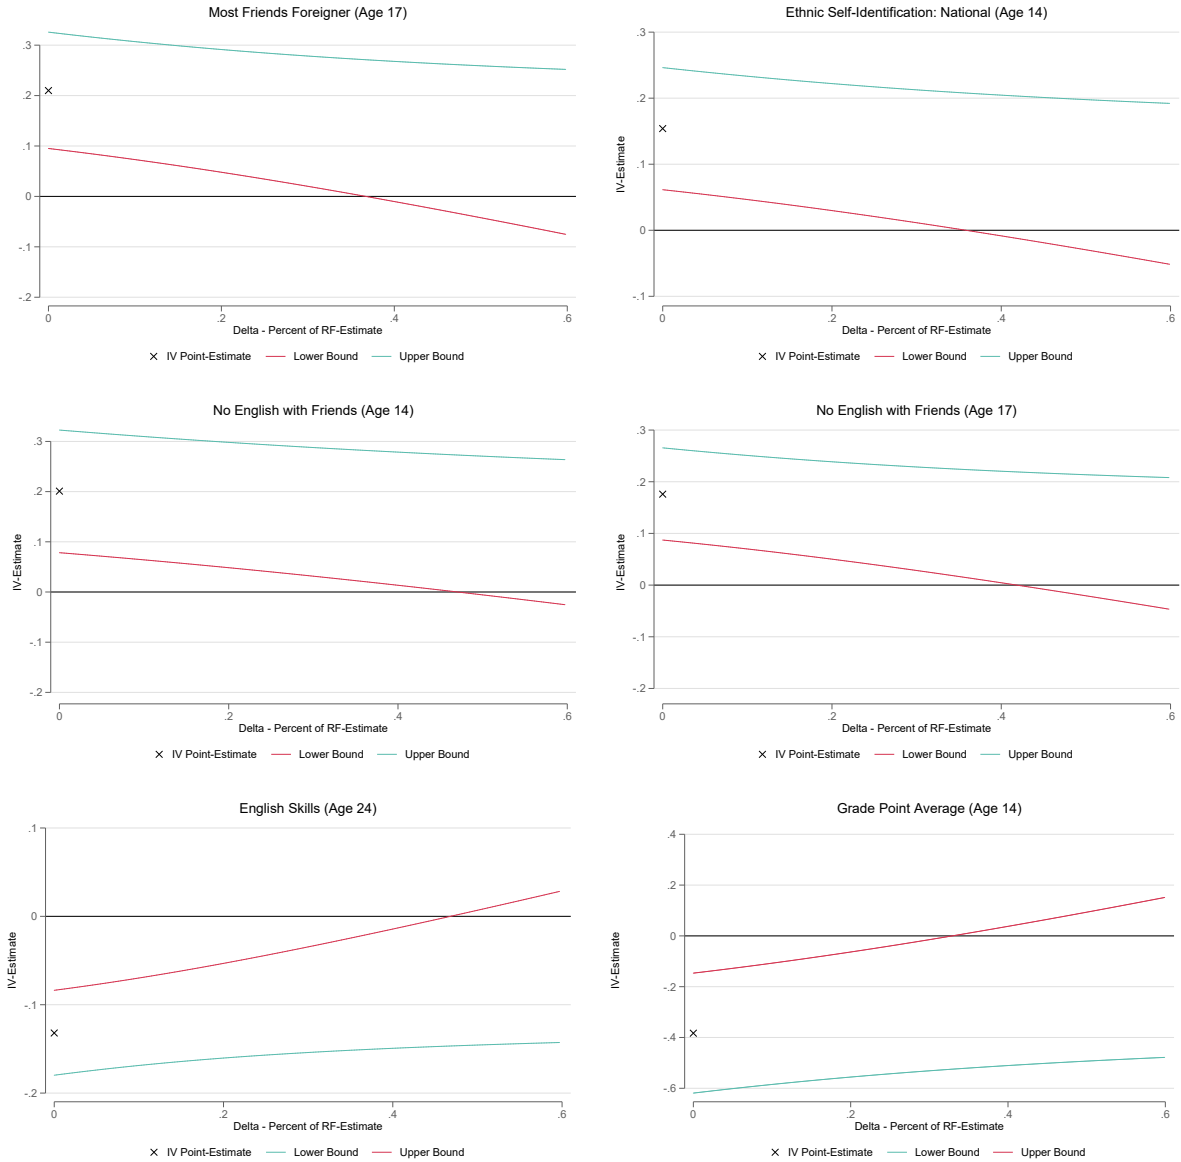 Most Friends Foreigner (Age 17)
.3
.2
.1
0
-.1
-.2
0 .2 .4 .6
Delta - Percent of RF-Estimate
IV Point-Estimate Lower Bound Upper Bound
Ethnic Self-Identification: National (Age 14)
IV-Estimate
.3
.2
.1
0
-.1
0 .2 .4 .6
Delta - Percent of RF-Estimate
IV Point-Estimate Lower Bound Upper Bound
No English with Friends (Age 14)
IV-Estimate
.3
.2
.1
0
-.1
-.2
0 .2 .4 .6
Delta - Percent of RF-Estimate
IV Point-Estimate Lower Bound Upper Bound
No English with Friends (Age 17)
IV-Estimate
.3
.2
.1
0
-.1
-.2
0 .2 .4 .6
Delta - Percent of RF-Estimate
IV Point-Estimate Lower Bound Upper Bound
English Skills (Age 24)
IV-Estimate
.1
0
-.1
-.2
0 .2 .4 .6
Delta - Percent of RF-Estimate
IV Point-Estimate Lower Bound Upper Bound
Grade Point Average (Age 14)
IV-Estimate
.4
.2
0
-.2
-.4
-.6
0 .2 .4 .6
Delta - Percent of RF-Estimate
IV Point-Estimate Lower Bound Upper Bound